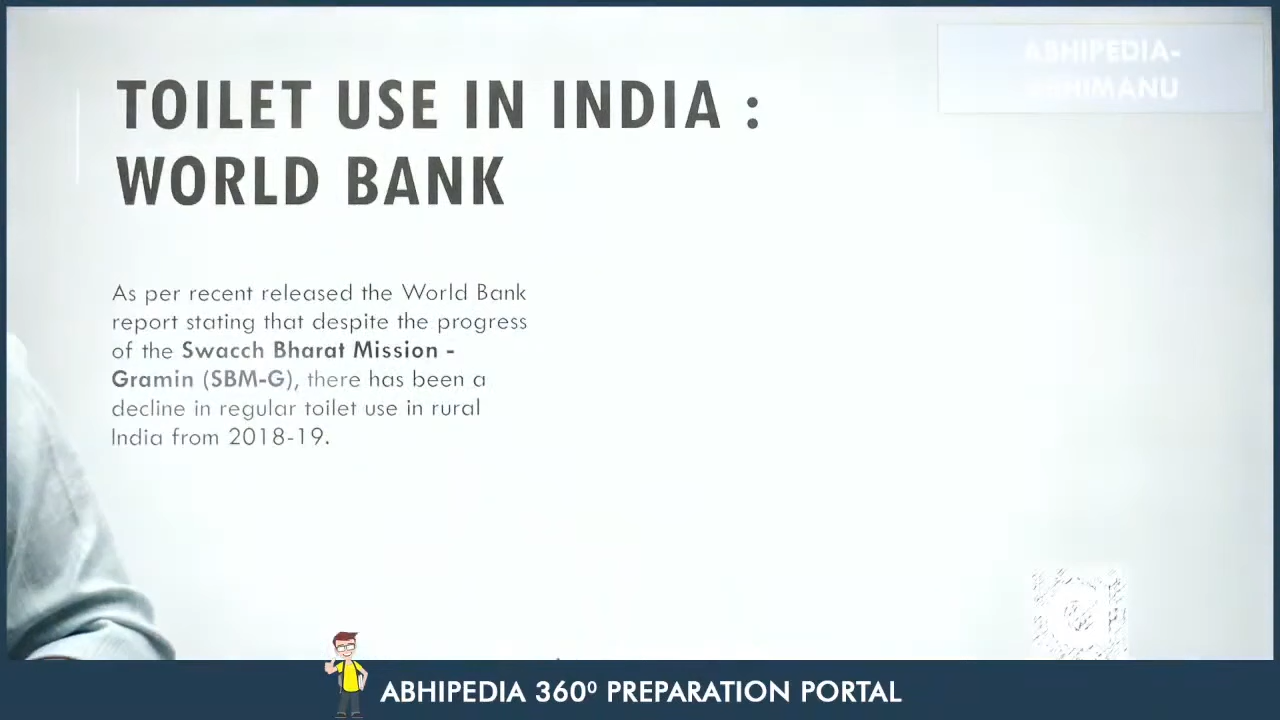 ABHIPEDIA-
ABHIMANU
TOILET USE IN INDIA :
WORLD BANK
As per recent released the World Bank
report stating that despite the progress
of the Swacch Bharat Mission -
Gramin (SBM-G), there has been a
decline in regular toilet use in rural
India from 2018-19.
ABHIPEDIA 360⁰ PREPARATION PORTAL